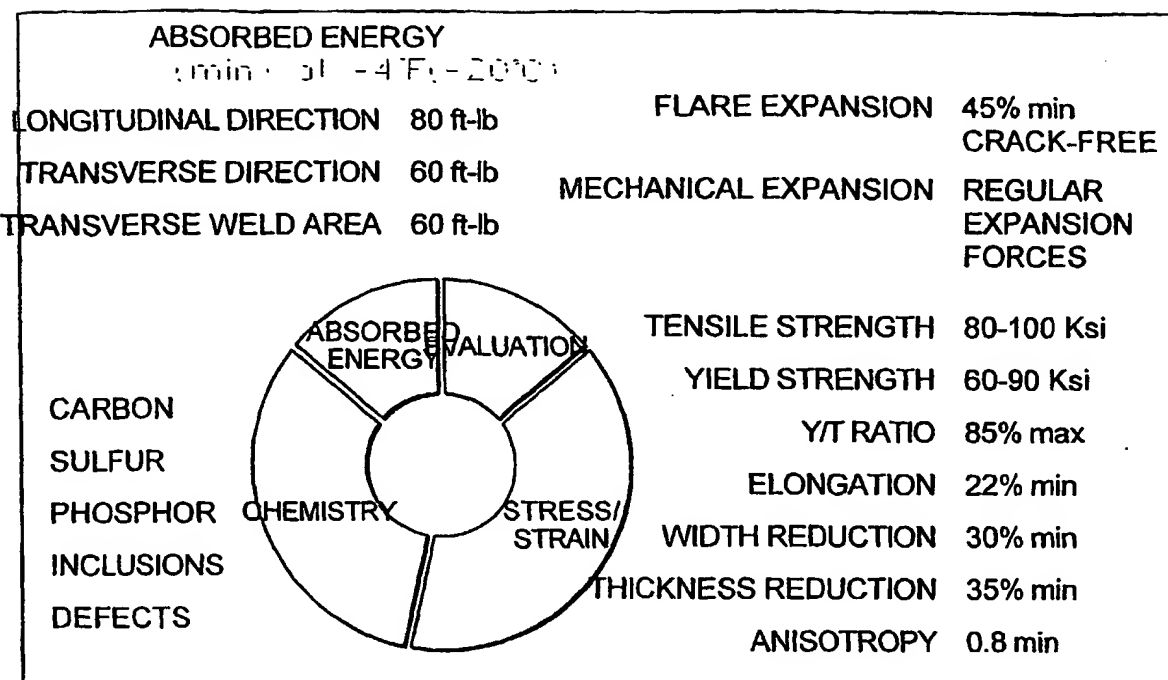 ABSORBED ENERGY
LONGITUDINAL DIRECTION 80 ft-lb
TRANSVERSE DIRECTION 60 ft-lb
TRANSVERSE WELD AREA 60 ft-lb
FLARE EXPANSION 45% min
CRACK-FREE
MECHANICAL EXPANSION REGULAR
EXPANSION
FORCES
ABSORBED
ENERGY
EVALUATION
CHEMISTRY
STRESS/
STRAIN
CARBON
SULFUR
PHOSPHOR
INCLUSIONS
DEFECTS
TENSILE STRENGTH 80-100 Ksi
YIELD STRENGTH 60-90 Ksi
Y/T RATIO 85% max
ELONGATION 22% min
WIDTH REDUCTION 30% min
THICKNESS REDUCTION 35% min
ANISOTROPY 0.8 min